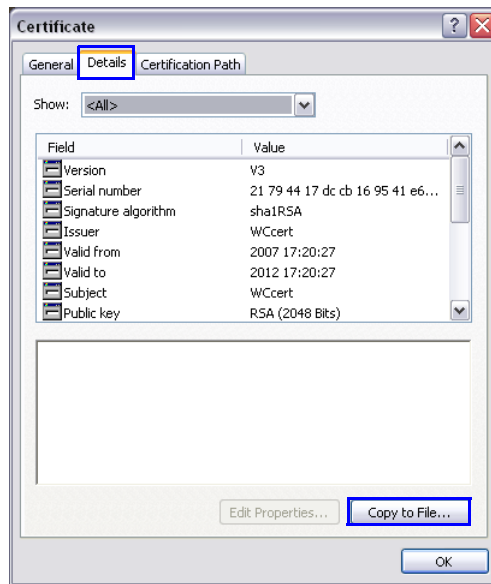 Certificate
General Details Certification Path
Show: <All>
Field Value
Version V3
Serial number 21 79 44 17 dc cb 16 95 41 e6...
Signature algorithm sha1RSA
Issuer WCcert
Valid from 2007 17:20:27
Valid to 2012 17:20:27
Subject WCcert
Public key RSA (2048 Bits)
Edit Properties... Copy to File...
OK